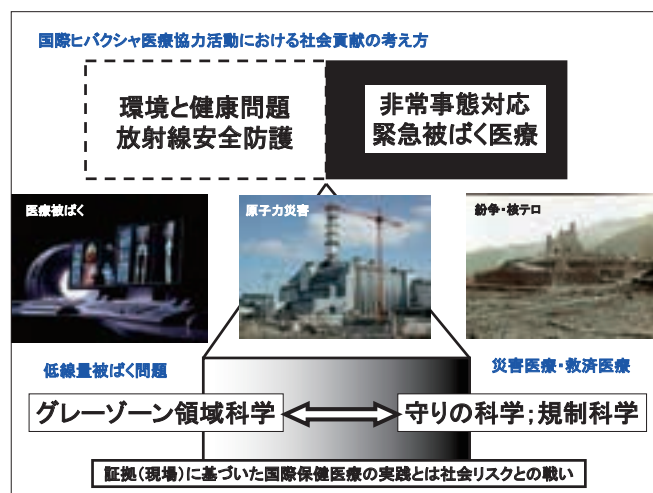 国際ヒバクシャ医療協力活動における社会貢献の考え方
環境と健康問題
放射線安全防護
非常事態対応
緊急被ばく医療
医療被ばく
原子力災害
紛争・核テロ
低線量被ばく問題
災害医療・救済医療
グレーゾーン領域科学
守りの科学;規制科学
証拠(現場)に基づいた国際保健医療の実践とは社会リスクとの戦い